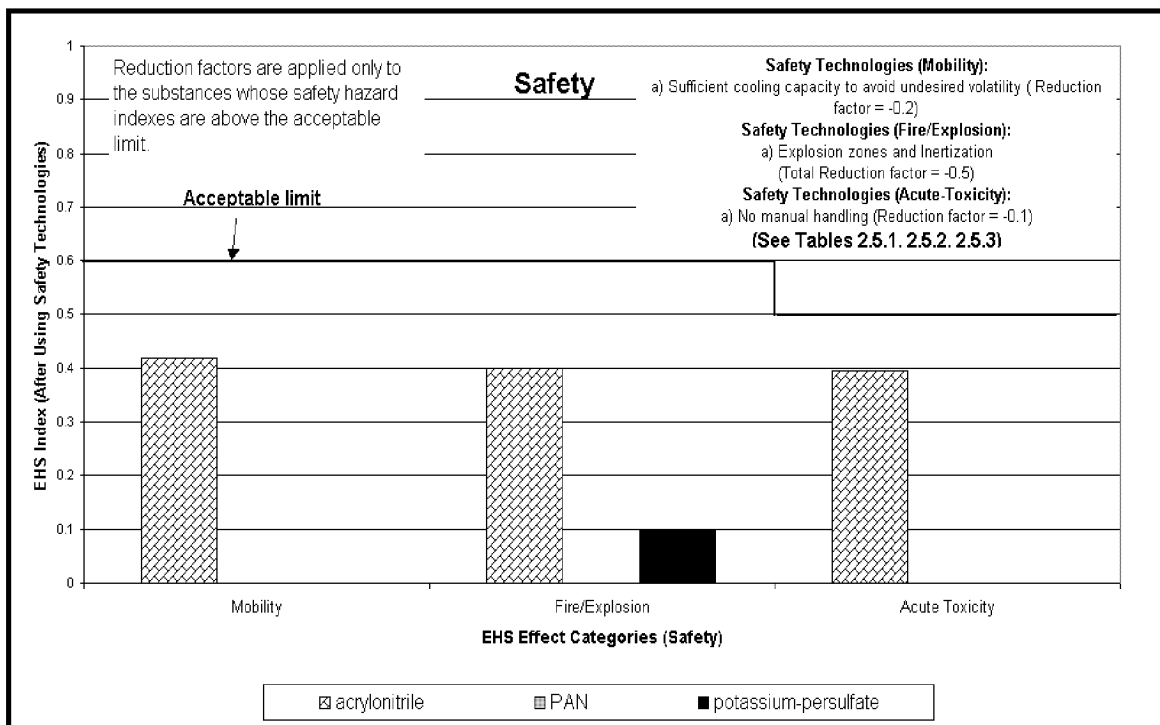 Reduction factors are applied only to
the substances whose safety hazard
indexes are above the acceptable
limit.
Safety
Safety Technologies (Mobility):
a) Sufficient cooling capacity to avoid undesired volatility ( Reduction
factor = -0.2)
Safety Technologies (Fire/Explosion):
a) Explosion zones and Inertization
(Total Reduction factor = -0.5)
Safety Technologies (Acute-Toxicity):
a) No manual handling (Reduction factor = -0.1)
(See Tables 2.5.1, 2.5.2, 2.5.3)
Acceptable limit
EHS Index (After Using Safety Technologies)
1
0.9
0.8
0.7
0.6
0.5
0.4
0.3
0.2
0.1
0
Mobility
Fire/Explosion
Acute Toxicity
EHS Effect Categories (Safety)
acrylonitrile
PAN
potassium-persulfate